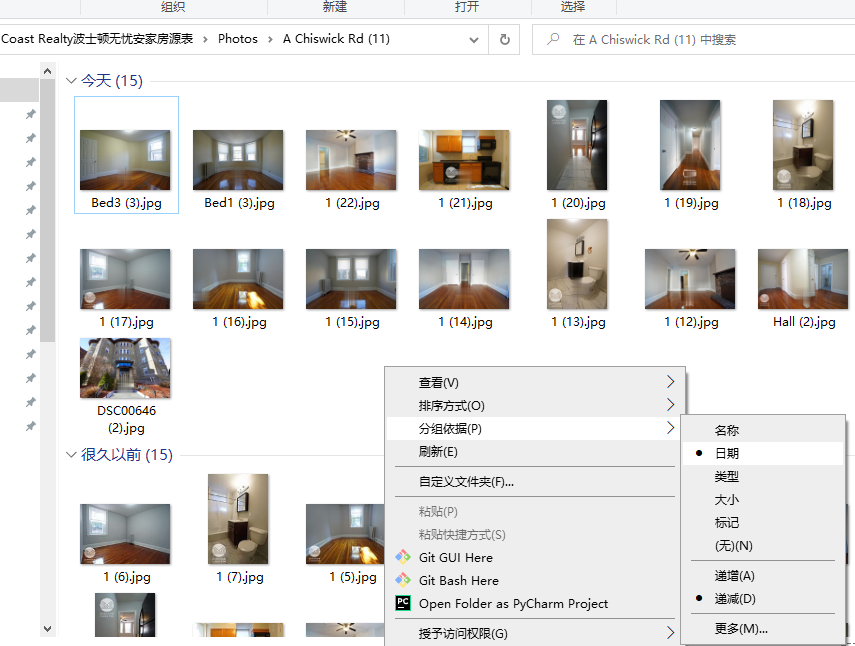 组织
新建
打开
选择
Coast Realty波士顿无忧安家房源表 › Photos › A Chiswick Rd (11)
在 A Chiswick Rd (11) 中搜索
今天 (15)
Bed3 (3).jpg
Bed1 (3).jpg
1 (22).jpg
1 (21).jpg
1 (20).jpg
1 (19).jpg
1 (18).jpg
1 (17).jpg
1 (16).jpg
1 (15).jpg
1 (14).jpg
1 (13).jpg
1 (12).jpg
Hall (2).jpg
DSC00646
(2).jpg
很久以前 (15)
1 (6).jpg
1 (7).jpg
1 (5).jpg
查看(V)
排序方式(O)
分组依据(P)
刷新(E)
自定义文件夹(F)...
粘贴(P)
粘贴快捷方式(S)
Git GUI Here
Git Bash Here
PC
Open Folder as PyCharm Project
授予访问权限(G)
名称
日期
类型
大小
标记
(无)(N)
递增(A)
递减(D)
更多(M)...